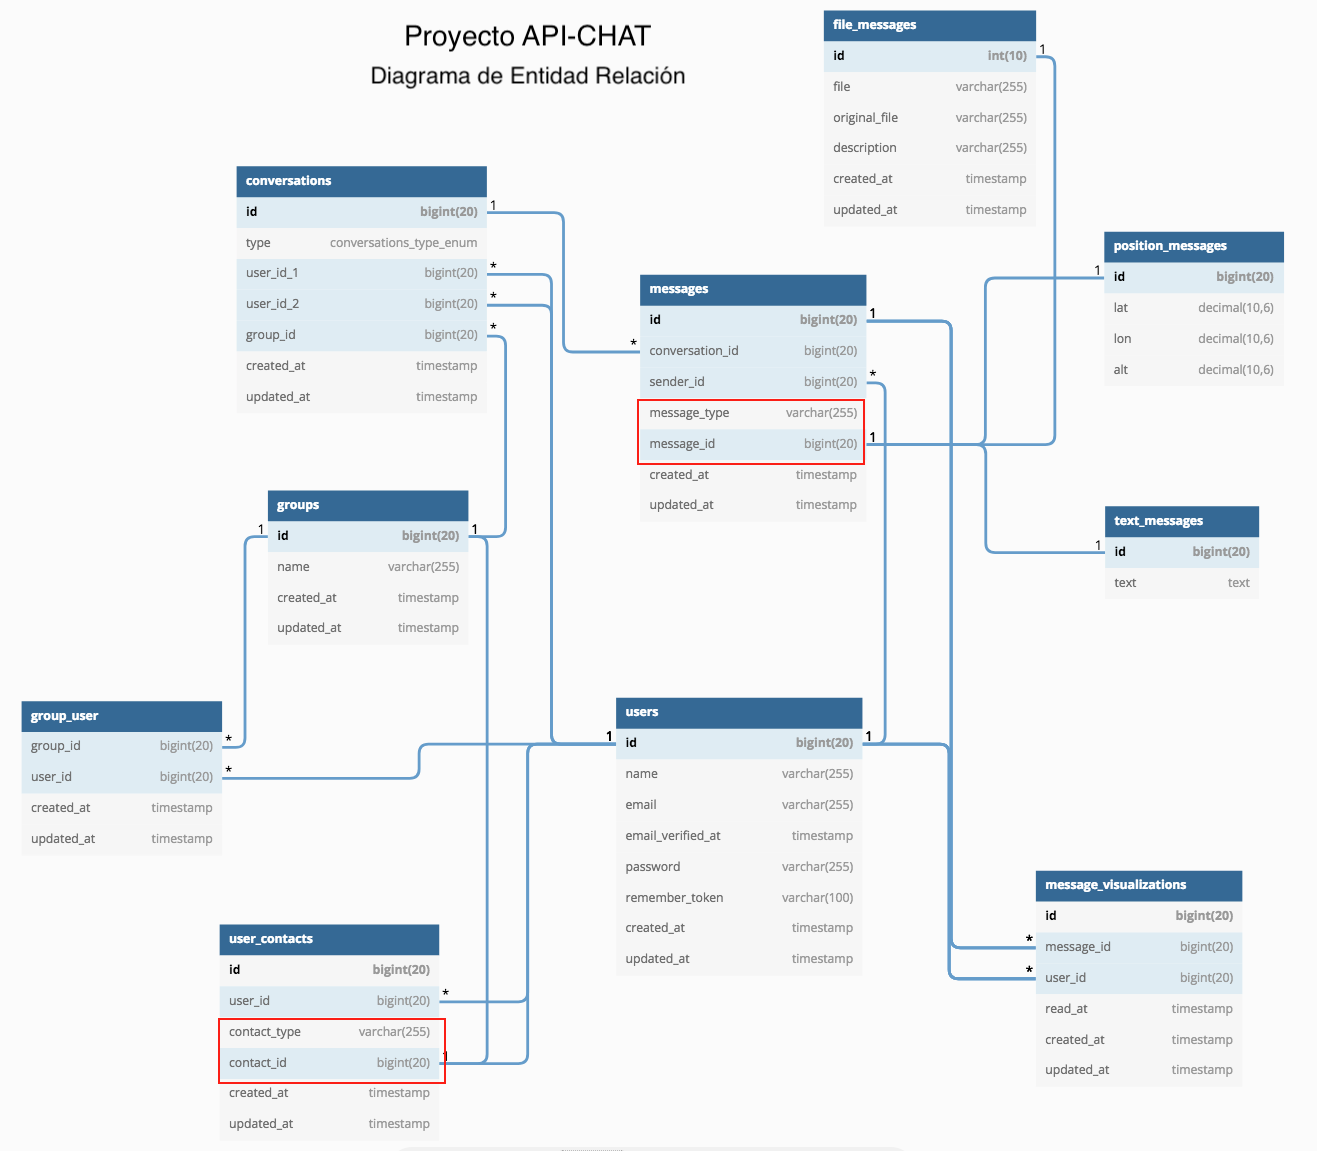 Proyecto API-CHAT
Diagrama de Entidad Relación
file_messages
id int(10) 1
file varchar(255)
original_file varchar(255)
description varchar(255)
created_at timestamp
updated_at timestamp
conversations
id bigint(20) 1
type conversations_type_enum
user_id_1 bigint(20) *
user_id_2 bigint(20) *
group_id bigint(20) *
created_at timestamp
updated_at timestamp
position_messages
1 id bigint(20)
lat decimal(10,6)
lon decimal(10,6)
alt decimal(10,6)
messages
id bigint(20) 1
* conversation_id bigint(20)
sender_id bigint(20) *
message_type varchar(255)
message_id bigint(20) 1
created_at timestamp
updated_at timestamp
groups
1 id bigint(20) 1
name varchar(255)
created_at timestamp
updated_at timestamp
text_messages
1 id bigint(20)
text text
group_user
group_id bigint(20) *
user_id bigint(20) *
created_at timestamp
updated_at timestamp
users
1 id bigint(20) 1
name varchar(255)
email varchar(255)
email_verified_at timestamp
password varchar(255)
remember_token varchar(100)
created_at timestamp
updated_at timestamp
message_visualizations
id bigint(20)
* message_id bigint(20)
* user_id bigint(20)
read_at timestamp
created_at timestamp
updated_at timestamp
user_contacts
id bigint(20)
user_id bigint(20) *
contact_type varchar(255)
contact_id bigint(20) 1
created_at timestamp
updated_at timestamp